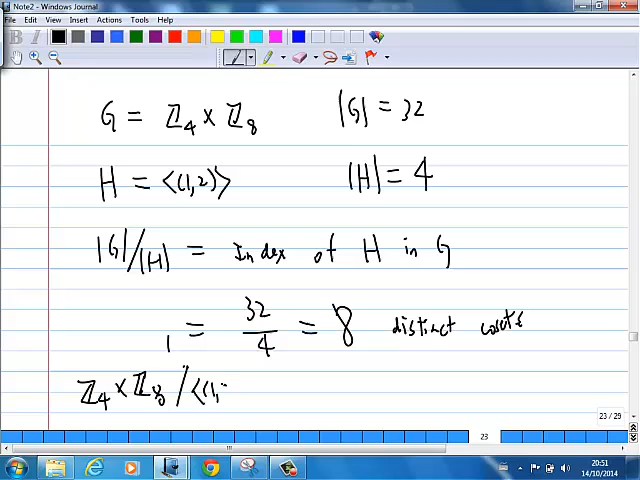 Note2 - Windows Journal
File Edit View Insert Actions Tools Help
B I
G = ℤ₄ × ℤ₈ |G| = 32
H = <(1,2)> |H| = 4
|G|/|H| = Index of H in G
= 32/4 = 8 distinct cosets
ℤ₄ × ℤ₈ / <(1,
23 / 29
23
20:51
14/10/2014